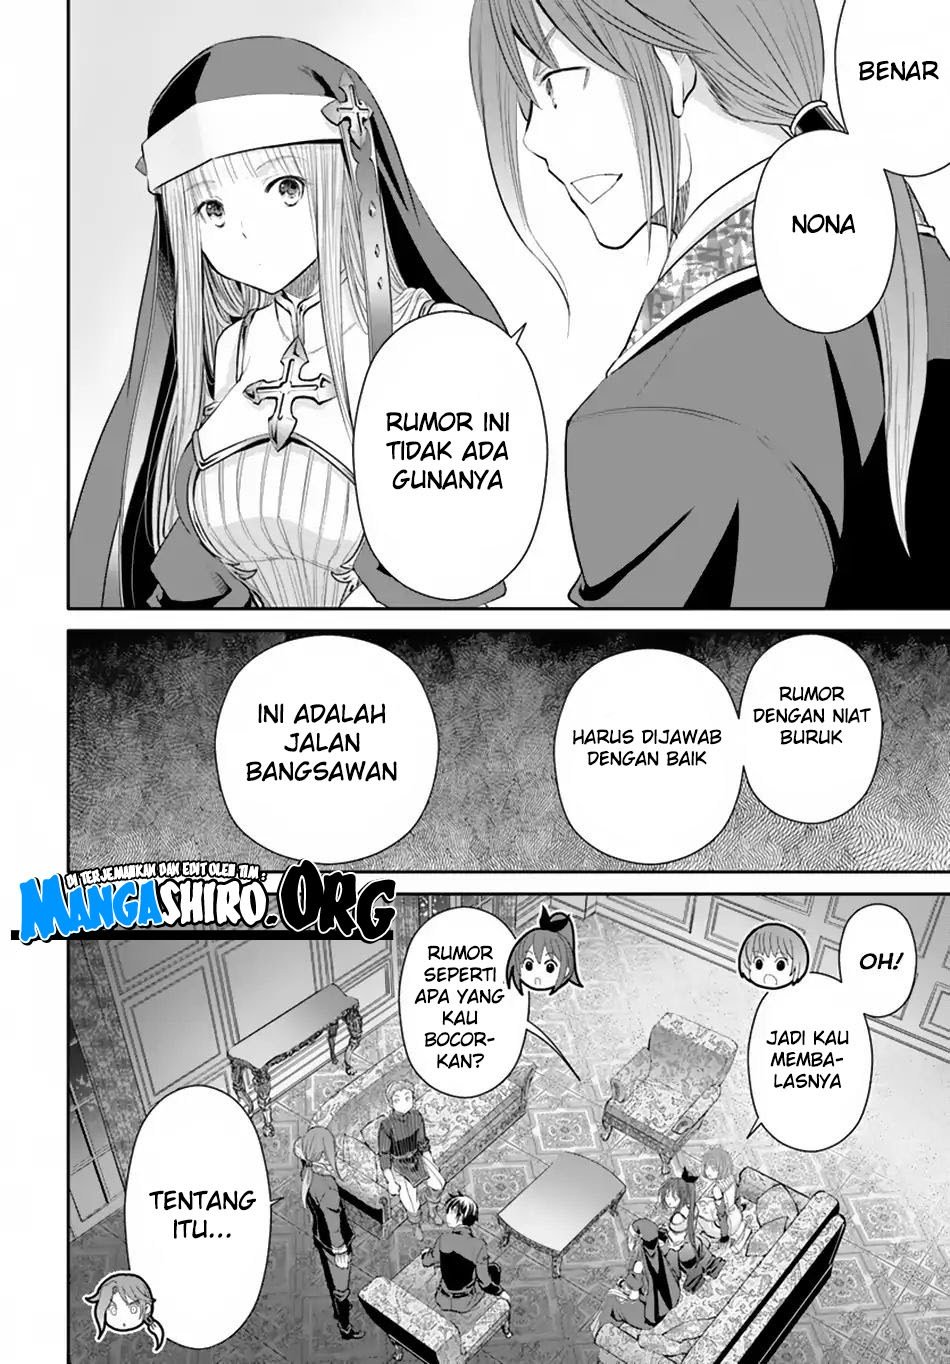 BENAR
NONA
RUMOR INI
TIDAK ADA
GUNANYA
RUMOR
DENGAN NIAT
BURUK
HARUS DIJAWAB
DENGAN BAIK
INI ADALAH
JALAN
BANGSAWAN
DI TERJEMAHKAN DAN EDIT OLEH TIM :
MANGASHIRO.ORG
OH!
JADI KAU
MEMBA-
LASNYA
RUMOR
SEPERTI
APA YANG
KAU
BOCOR-
KAN?
TENTANG
ITU...